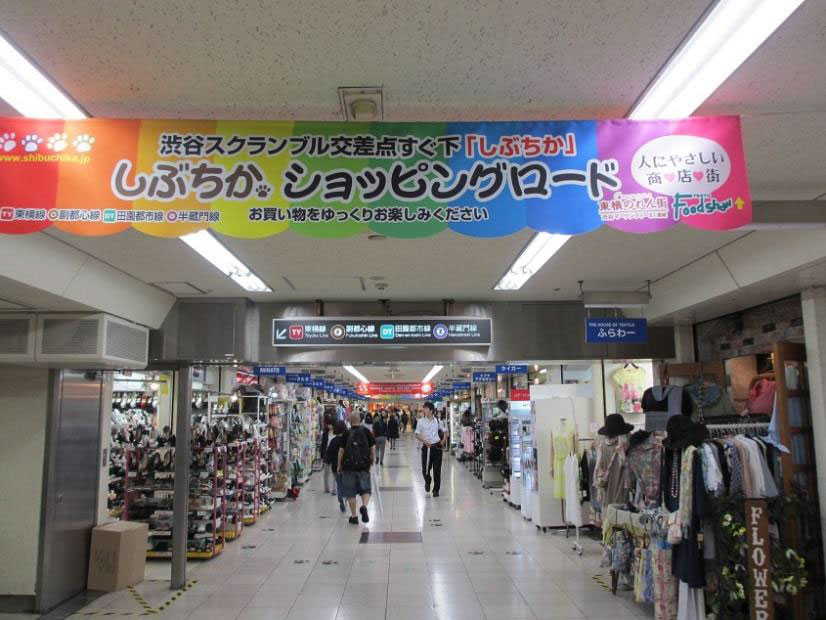 渋谷スクランブル交差点すぐ下「しぶちか」
www.shibuchika.jp
しぶちか ショッピングロード
TY 東横線 副都心線 DT 田園都市線 半蔵門線
お買い物をゆっくりお楽しみください
人にやさしい
商♥店♥街
東横のれん街
Food show
TY 東横線 副都心線 DT 田園都市線 半蔵門線
Toyoko Line Fukutoshin Line Den-en-toshi Line Hanzomon Line
THE HOUSE OF TEXTILE
ふらわー
MINATO
タイガー
FLOWER